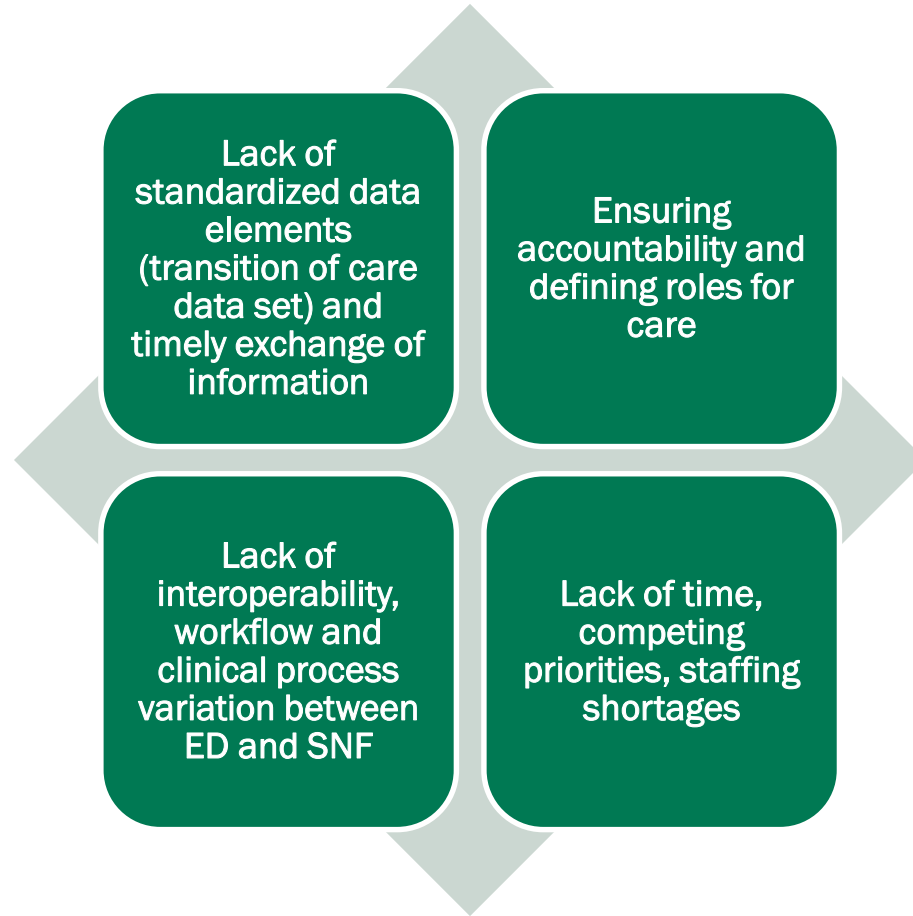 Lack of
standardized data
elements
(transition of care
data set) and
timely exchange of
information
Ensuring
accountability and
defining roles for
care
Lack of
interoperability,
workflow and
clinical process
variation between
ED and SNF
Lack of time,
competing
priorities, staffing
shortages